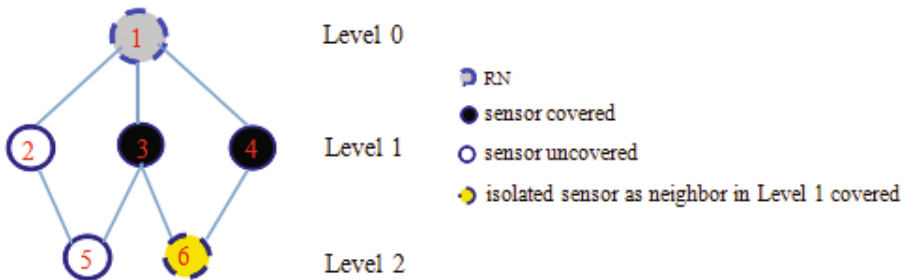 1
Level 0
RN
sensor covered
2
3
4
Level 1
sensor uncovered
isolated sensor as neighbor in Level 1 covered
5
6
Level 2